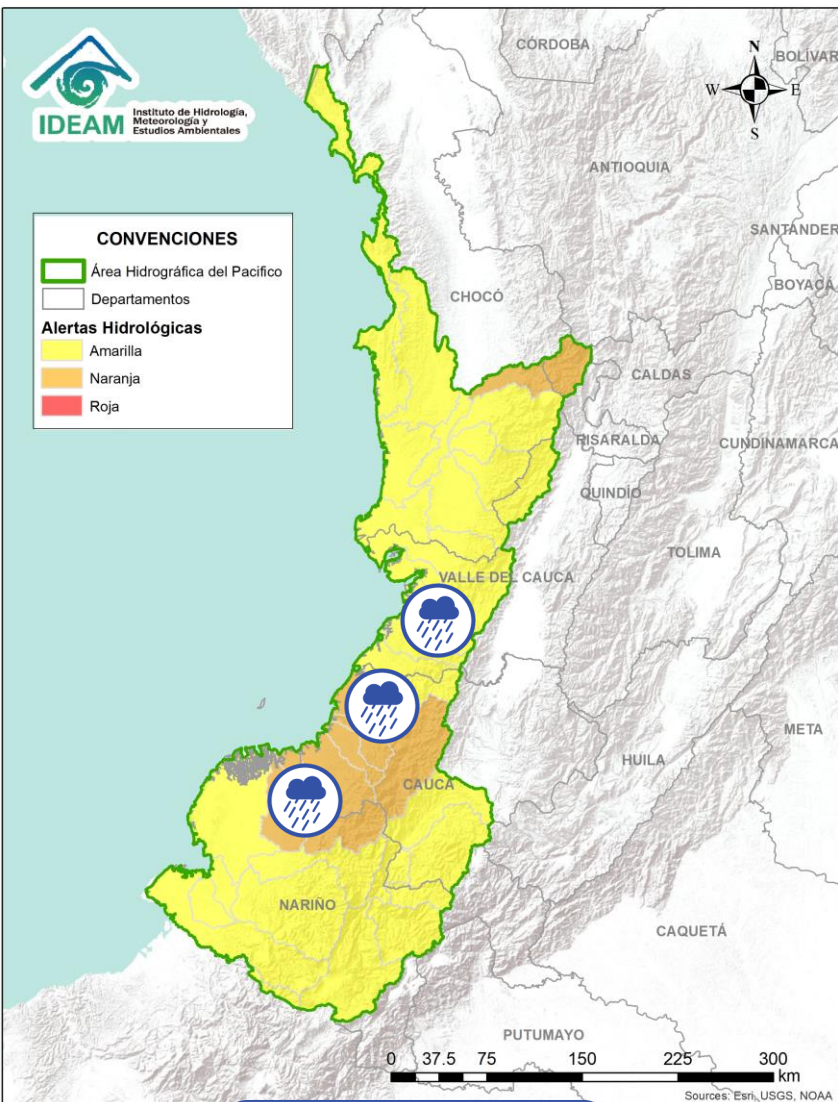 IDEAM
Instituto de Hidrología,
Meteorología y
Estudios Ambientales
CÓRDOBA
BOLÍVAR
N
W
E
S
ANTIOQUIA
SANTANDER
BOYACÁ
CONVENCIONES
Área Hidrográfica del Pacifico
Departamentos
Alertas Hidrológicas
Amarilla
Naranja
Roja
CHOCÓ
CALDAS
RISARALDA
CUNDINAMARCA
QUINDÍO
TOLIMA
VALLE DEL CAUCA
META
HUILA
CAUCA
NARIÑO
CAQUETÁ
PUTUMAYO
0 37.5 75 150 225 300
km
Sources: Esri, USGS, NOAA